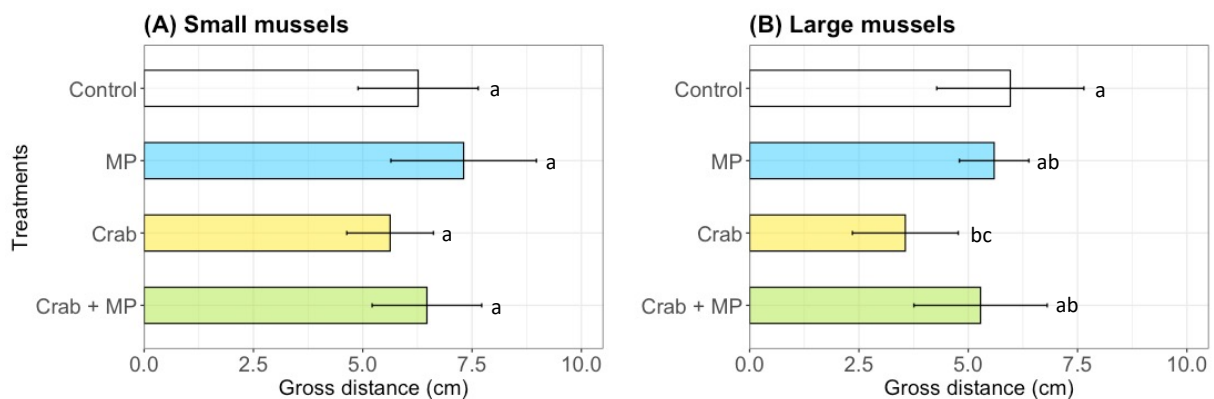 (A) Small mussels
Treatments
Control
a
MP
a
Crab
a
Crab + MP
a
0.0 2.5 5.0 7.5 10.0
Gross distance (cm)
(B) Large mussels
Control
a
MP
ab
Crab
bc
Crab + MP
ab
0.0 2.5 5.0 7.5 10.0
Gross distance (cm)